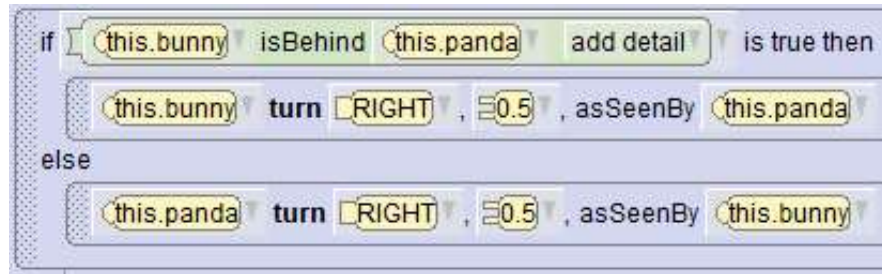 if this.bunny isBehind this.panda add detail is true then
this.bunny turn RIGHT , 0.5 , asSeenBy this.panda
else
this.panda turn RIGHT , 0.5 , asSeenBy this.bunny